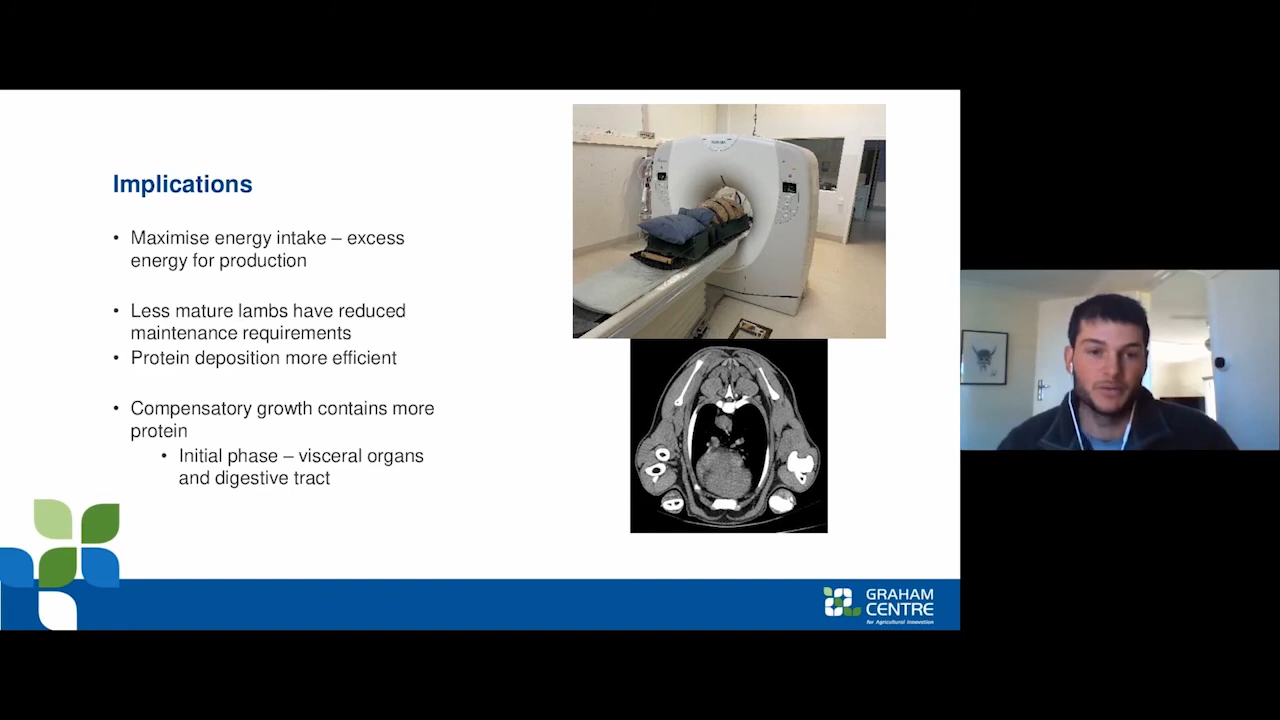 Implications
• Maximise energy intake – excess
energy for production
• Less mature lambs have reduced
maintenance requirements
• Protein deposition more efficient
• Compensatory growth contains more
protein
• Initial phase – visceral organs
and digestive tract
GRAHAM
CENTRE
for Agricultural Innovation